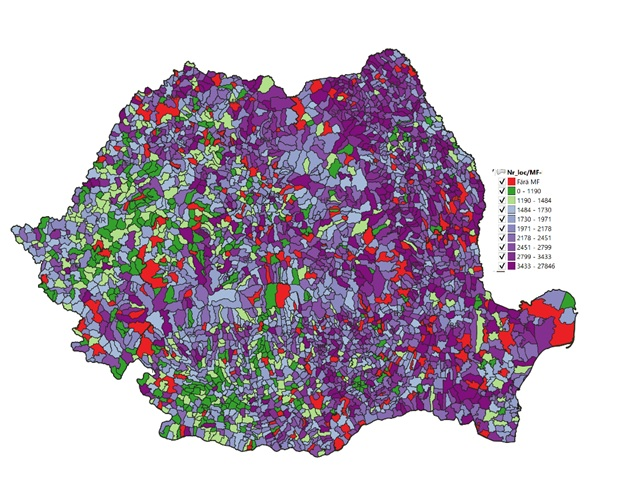 Nr_loc/MF-
Fara MF
0 - 1190
1190 - 1484
1484 - 1730
1730 - 1971
1971 - 2178
2178 - 2451
2451 - 2799
2799 - 3433
3433 - 27846